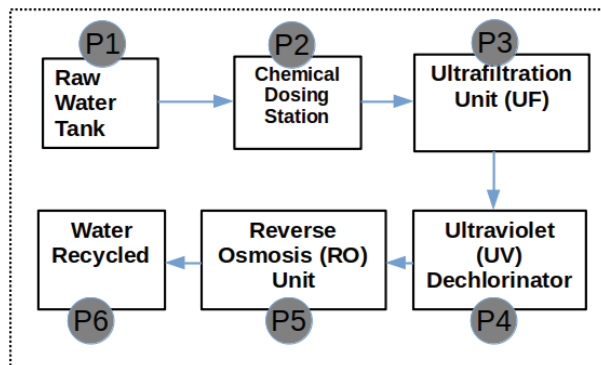 P1
Raw
Water
Tank
P2
Chemical
Dosing
Station
P3
Ultrafiltration
Unit (UF)
Water
Recycled
P6
Reverse
Osmosis (RO)
Unit
P5
Ultraviolet
(UV)
Dechlorinator
P4